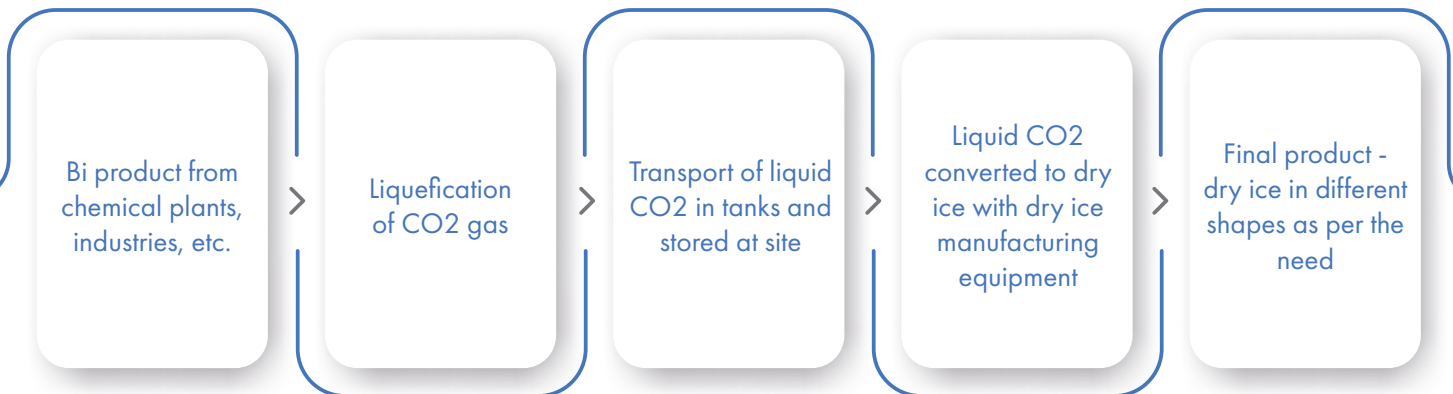 Bi product from
chemical plants,
industries, etc.
Liquefication
of CO2 gas
Transport of liquid
CO2 in tanks and
stored at site
Liquid CO2
converted to dry
ice with dry ice
manufacturing
equipment
Final product -
dry ice in different
shapes as per the
need